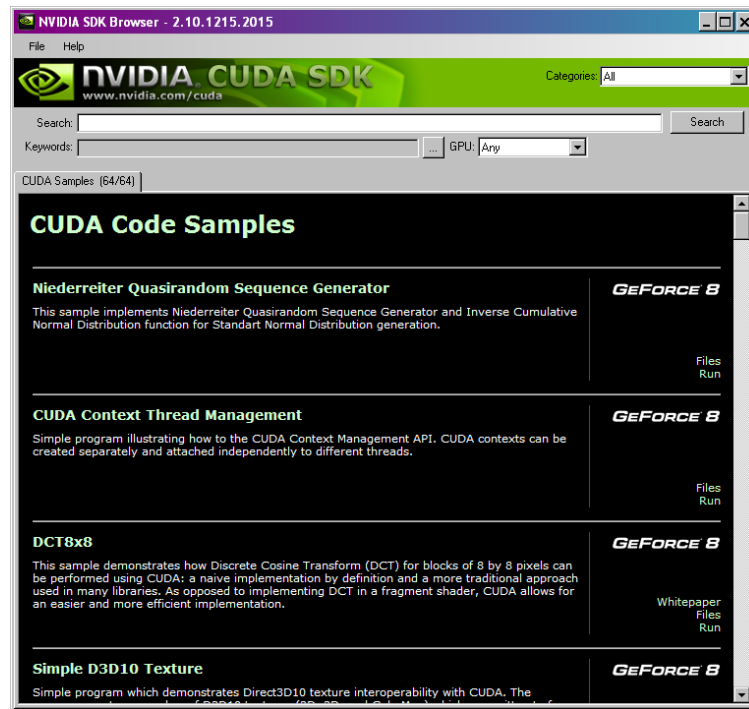 NVIDIA SDK Browser - 2.10.1215.2015
File Help
NVIDIA. CUDA SDK
www.nvidia.com/cuda
Categories: All
Search: Search
Keywords: ... GPU: Any
CUDA Samples (64/64)
CUDA Code Samples
Niederreiter Quasirandom Sequence Generator
GEFORCE 8
This sample implements Niederreiter Quasirandom Sequence Generator and Inverse Cumulative
Normal Distribution function for Standart Normal Distribution generation.
Files
Run
CUDA Context Thread Management
GEFORCE 8
Simple program illustrating how to the CUDA Context Management API. CUDA contexts can be
created separately and attached independently to different threads.
Files
Run
DCT8x8
GEFORCE 8
This sample demonstrates how Discrete Cosine Transform (DCT) for blocks of 8 by 8 pixels can
be performed using CUDA: a naive implementation by definition and a more traditional approach
used in many libraries. As opposed to implementing DCT in a fragment shader, CUDA allows for
an easier and more efficient implementation.
Whitepaper
Files
Run
Simple D3D10 Texture
GEFORCE 8
Simple program which demonstrates Direct3D10 texture interoperability with CUDA. The